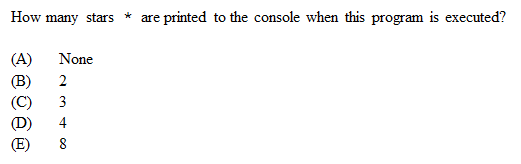 How many stars * are printed to the console when this program is executed?
(A) None
(B) 2
(C) 3
(D) 4
(E) 8